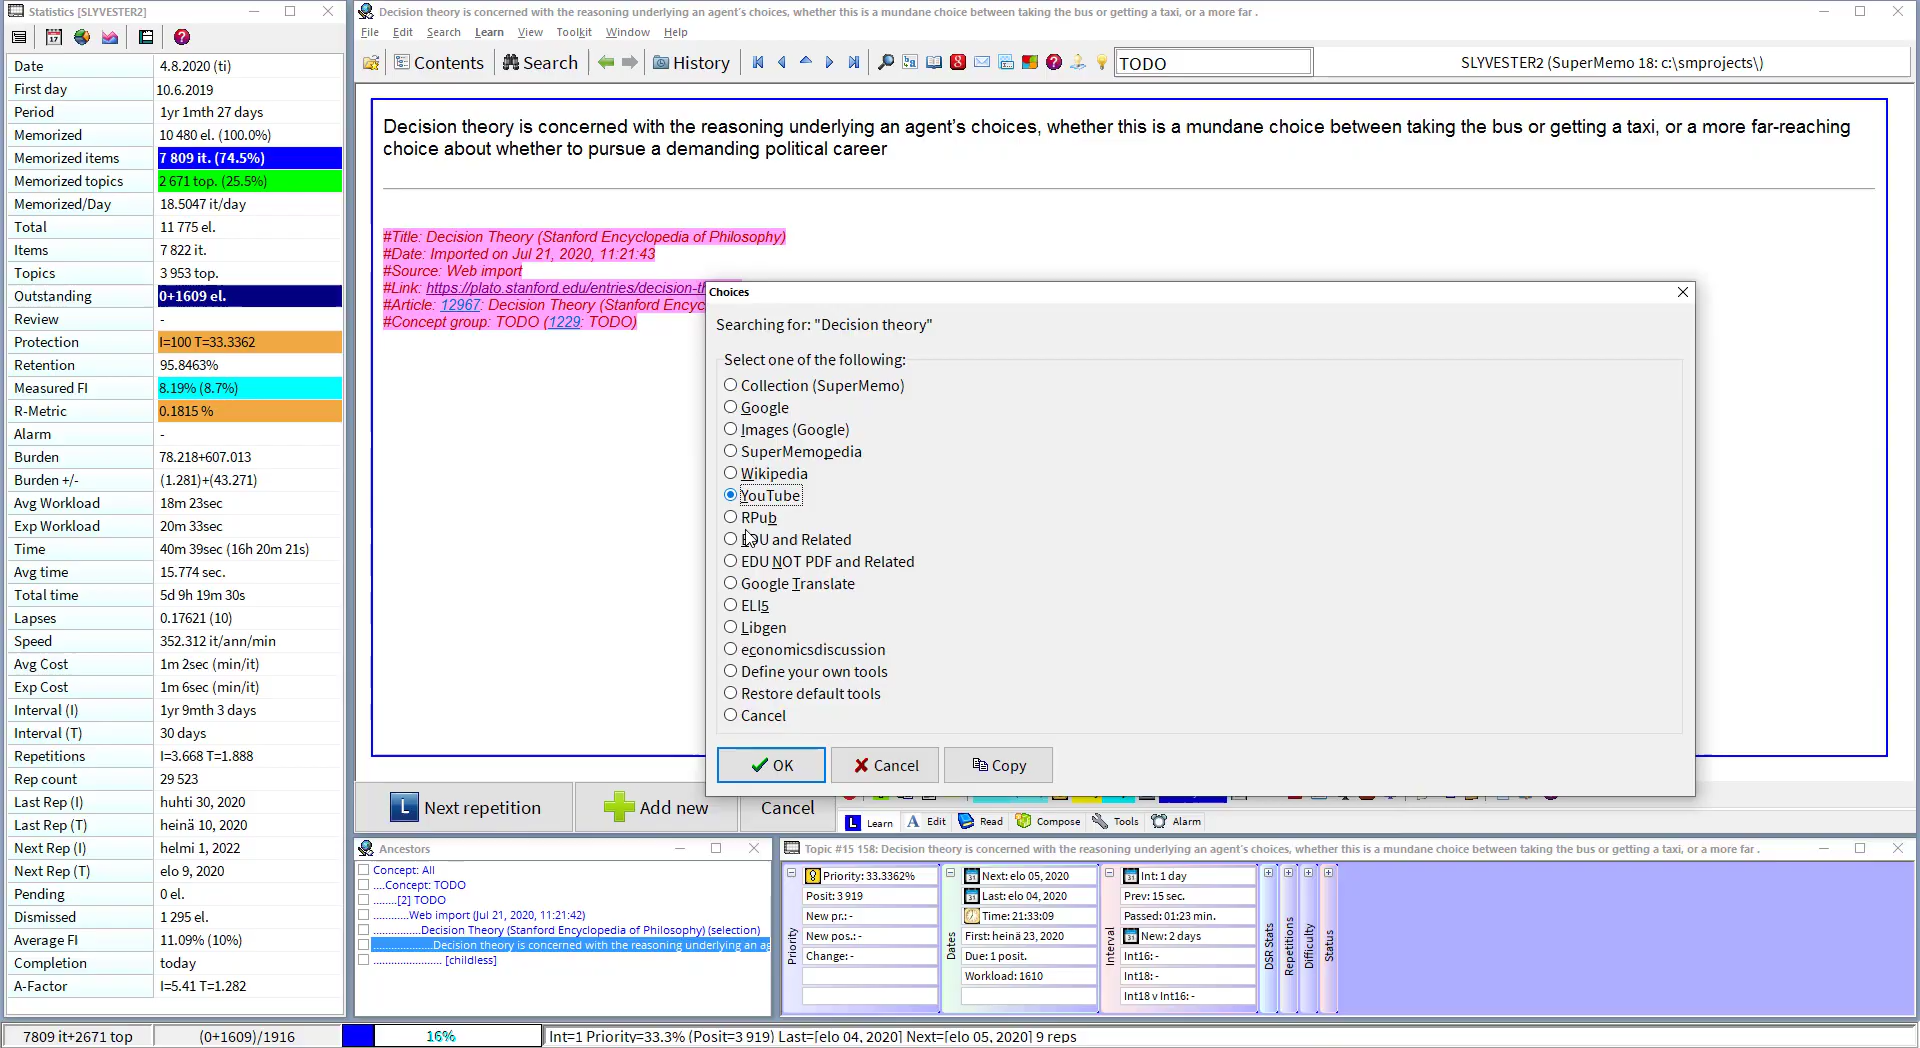 Statistics [SLYVESTER2]
Date 4.8.2020 (ti)
First day 10.6.2019
Period 1yr 1mth 27 days
Memorized 10 480 el. (100.0%)
Memorized items 7 809 it. (74.5%)
Memorized topics 2 671 top. (25.5%)
Memorized/Day 18.5047 it/day
Total 11 775 el.
Items 7 822 it.
Topics 3 953 top.
Outstanding 0+1609 el.
Review -
Protection I=100 T=33.3362
Retention 95.8463%
Measured FI 8.19% (8.7%)
R-Metric 0.1815 %
Alarm -
Burden 78.218+607.013
Burden +/- (1.281)+(43.271)
Avg Workload 18m 23sec
Exp Workload 20m 33sec
Time 40m 39sec (16h 20m 21s)
Avg time 15.774 sec.
Total time 5d 9h 19m 30s
Lapses 0.17621 (10)
Speed 352.312 it/ann/min
Avg Cost 1m 2sec (min/it)
Exp Cost 1m 6sec (min/it)
Interval (I) 1yr 9mth 3 days
Interval (T) 30 days
Repetitions I=3.668 T=1.888
Rep count 29 523
Last Rep (I) huhti 30, 2020
Last Rep (T) heinä 10, 2020
Next Rep (I) helmi 1, 2022
Next Rep (T) elo 9, 2020
Pending 0 el.
Dismissed 1 295 el.
Average FI 11.09% (10%)
Completion today
A-Factor I=5.41 T=1.282
7809 it+2671 top (0+1609)/1916 16% Int=1 Priority=33.3% (Posit=3 919) Last=[elo 04, 2020] Next=[elo 05, 2020] 9 reps
Decision theory is concerned with the reasoning underlying an agent's choices, whether this is a mundane choice between taking the bus or getting a taxi, or a more far .
File Edit Search Learn View Toolkit Window Help
Contents Search History TODO SLYVESTER2 (SuperMemo 18: c:\smprojects\)
Decision theory is concerned with the reasoning underlying an agent's choices, whether this is a mundane choice between taking the bus or getting a taxi, or a more far-reaching
choice about whether to pursue a demanding political career
#Title: Decision Theory (Stanford Encyclopedia of Philosophy)
#Date: Imported on Jul 21, 2020, 11:21:43
#Source: Web import
#Link: https://plato.stanford.edu/entries/decision-th
#Article: 12967: Decision Theory (Stanford Encyc
#Concept group: TODO (1229: TODO)
Choices
Searching for: "Decision theory"
Select one of the following:
Collection (SuperMemo)
Google
Images (Google)
SuperMemopedia
Wikipedia
YouTube
RPub
EDU and Related
EDU NOT PDF and Related
Google Translate
ELI5
Libgen
economicsdiscussion
Define your own tools
Restore default tools
Cancel
OK Cancel Copy
Next repetition Add new Cancel
Learn Edit Read Compose Tools Alarm
Ancestors
Concept: All
....Concept: TODO
........[2] TODO
............Web import (Jul 21, 2020, 11:21:42)
................Decision Theory (Stanford Encyclopedia of Philosophy) (selection)
....................Decision theory is concerned with the reasoning underlying an ag
........................ [childless]
Topic #15 158: Decision theory is concerned with the reasoning underlying an agent's choices, whether this is a mundane choice between taking the bus or getting a taxi, or a more far .
Priority
Priority: 33.3362%
Posit: 3 919
New pr.: -
New pos.: -
Change: -
Dates
Next: elo 05, 2020
Last: elo 04, 2020
Time: 21:33:09
First: heinä 23, 2020
Due: 1 posit.
Workload: 1610
Interval
Int: 1 day
Prev: 15 sec.
Passed: 01:23 min.
New: 2 days
Int16: -
Int18: -
Int18 v Int16: -
DSR Stats
Repetitions
Difficulty
Status